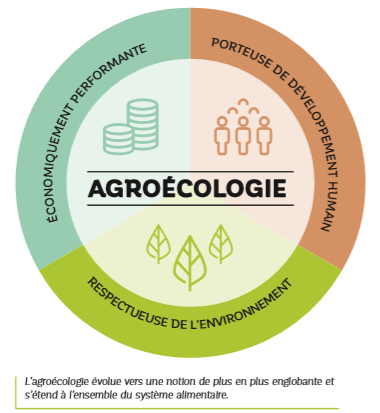 ÉCONOMIQUEMENT PERFORMANTE
PORTEUSE DE DÉVELOPPEMENT HUMAIN
AGROÉCOLOGIE
RESPECTUEUSE DE L'ENVIRONNEMENT
L'agroécologie évolue vers une notion de plus en plus englobante et
s'étend à l'ensemble du système alimentaire.